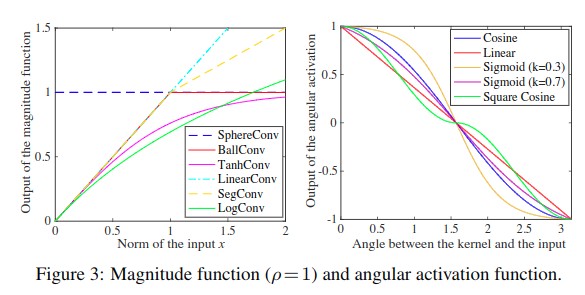 Output of the magnitude function
1.5
1
0.5
0
0
0.5
1
1.5
2
Norm of the input x
SphereConv
BallConv
TanhConv
LinearConv
SegConv
LogConv
Output of the angular activation
1
0.5
0
-0.5
-1
0
0.5
1
1.5
2
2.5
3
Angle between the kernel and the input
Cosine
Linear
Sigmoid (k=0.3)
Sigmoid (k=0.7)
Square Cosine
Figure 3: Magnitude function (ρ=1) and angular activation function.